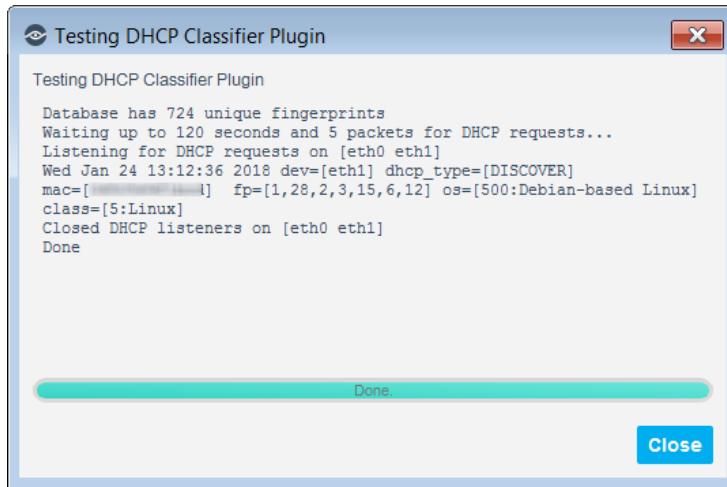 Testing DHCP Classifier Plugin
Testing DHCP Classifier Plugin
Database has 724 unique fingerprints
Waiting up to 120 seconds and 5 packets for DHCP requests...
Listening for DHCP requests on [eth0 eth1]
Wed Jan 24 13:12:36 2018 dev=[eth1] dhcp_type=[DISCOVER]
mac=[ ] fp=[1,28,2,3,15,6,12] os=[500:Debian-based Linux]
class=[5:Linux]
Closed DHCP listeners on [eth0 eth1]
Done
Done.
Close